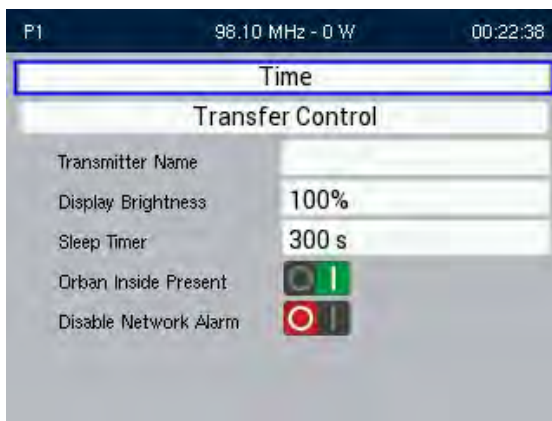 P1 98.10 MHz - 0 W 00:22:38
Time
Transfer Control
Transmitter Name
Display Brightness 100%
Sleep Timer 300 s
Orban Inside Present
Disable Network Alarm